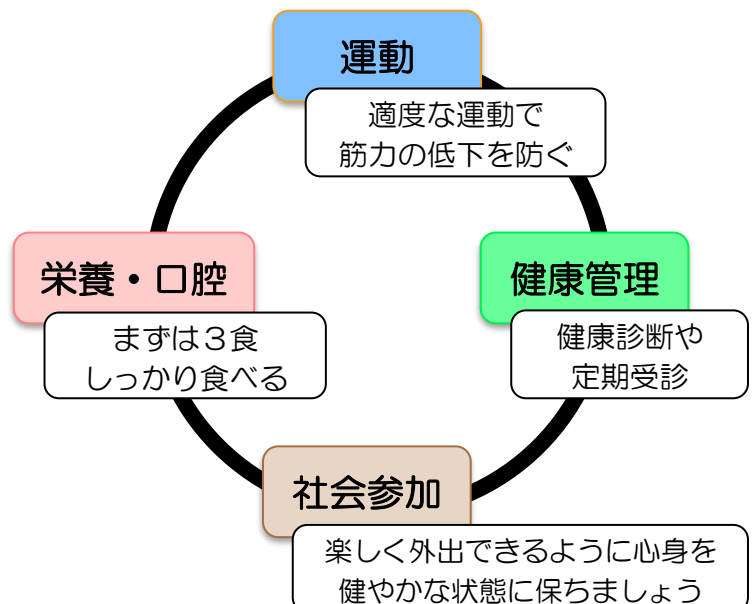 運動
適度な運動で
筋力の低下を防ぐ
栄養・口腔
まずは３食
しっかり食べる
健康管理
健康診断や
定期受診
社会参加
楽しく外出できるように心身を
健やかな状態に保ちましょう